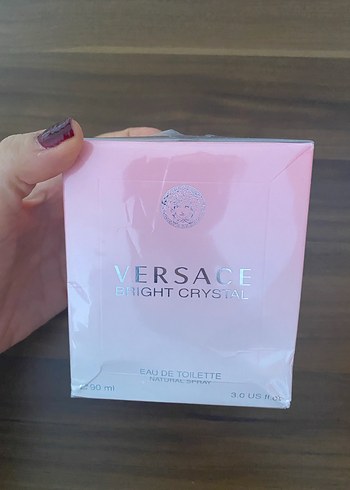 VERSACE
BRIGHT CRYSTAL
EAU DE TOILETTE
NATURAL SPRAY
90 ml
3.0 US fl.oz